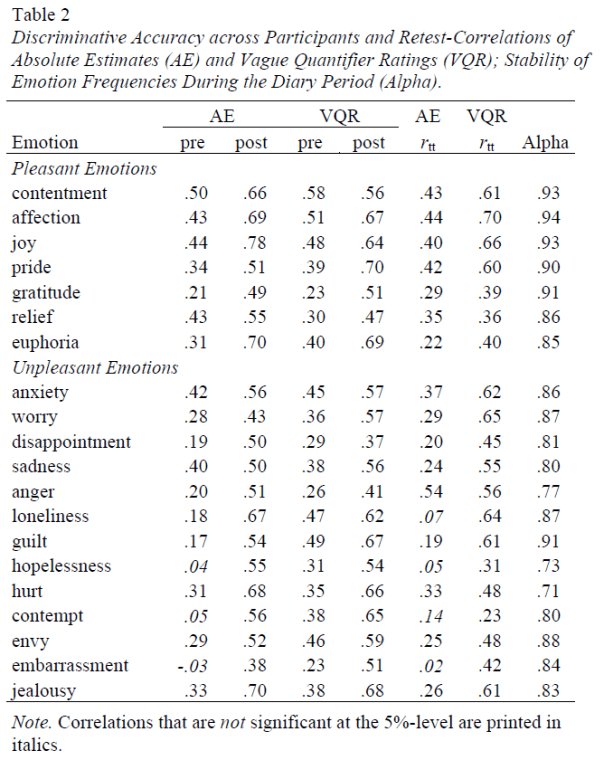 Table 2
Discriminative Accuracy across Participants and Retest-Correlations of
Absolute Estimates (AE) and Vague Quantifier Ratings (VQR); Stability of
Emotion Frequencies During the Diary Period (Alpha).
AE VQR AE VQR
Emotion pre post pre post rtt rtt Alpha
Pleasant Emotions
contentment .50 .66 .58 .56 .43 .61 .93
affection .43 .69 .51 .67 .44 .70 .94
joy .44 .78 .48 .64 .40 .66 .93
pride .34 .51 .39 .70 .42 .60 .90
gratitude .21 .49 .23 .51 .29 .39 .91
relief .43 .55 .30 .47 .35 .36 .86
euphoria .31 .70 .40 .69 .22 .40 .85
Unpleasant Emotions
anxiety .42 .56 .45 .57 .37 .62 .86
worry .28 .43 .36 .57 .29 .65 .87
disappointment .19 .50 .29 .37 .20 .45 .81
sadness .40 .50 .38 .56 .24 .55 .80
anger .20 .51 .26 .41 .54 .56 .77
loneliness .18 .67 .47 .62 .07 .64 .87
guilt .17 .54 .49 .67 .19 .61 .91
hopelessness .04 .55 .31 .54 .05 .31 .73
hurt .31 .68 .35 .66 .33 .48 .71
contempt .05 .56 .38 .65 .14 .23 .80
envy .29 .52 .46 .59 .25 .48 .88
embarrassment -.03 .38 .23 .51 .02 .42 .84
jealousy .33 .70 .38 .68 .26 .61 .83
Note. Correlations that are not significant at the 5%-level are printed in
italics.